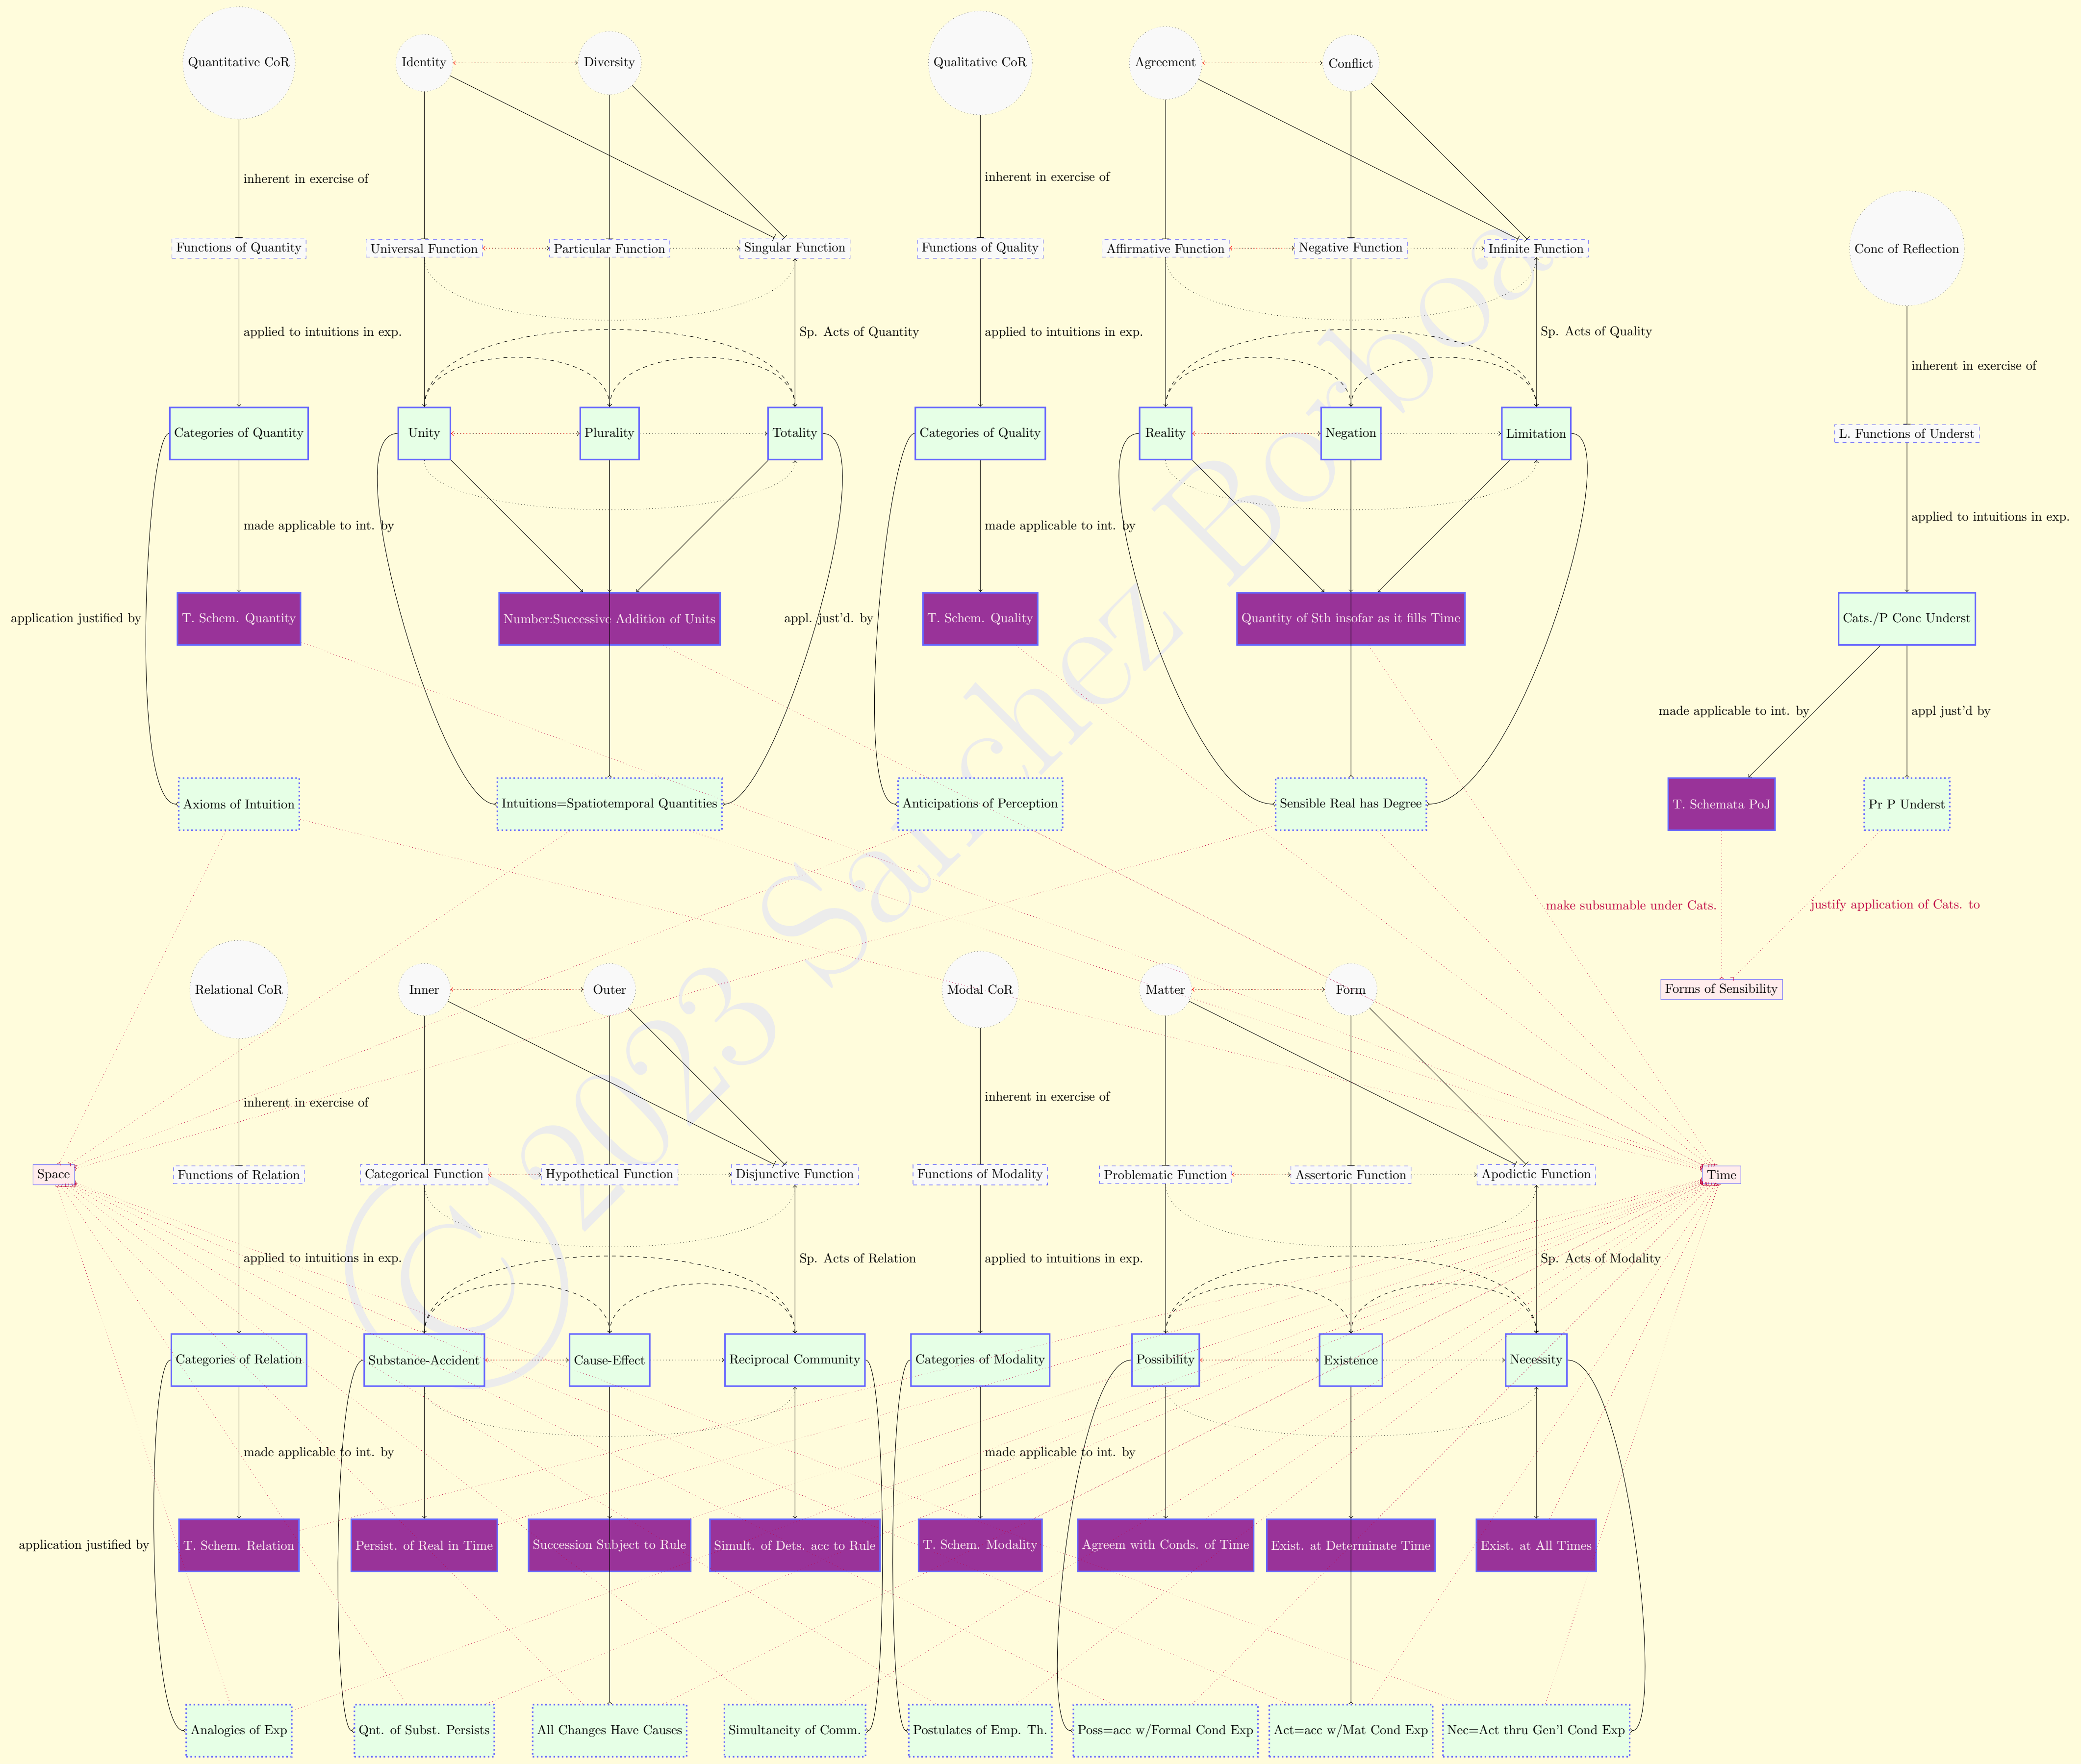 Quantitative CoR
Identity
Diversity
Qualitative CoR
Agreement
Conflict
inherent in exercise of
inherent in exercise of
Functions of Quantity
Universal Function
Particular Function
Singular Function
Functions of Quality
Affirmative Function
Negative Function
Infinite Function
Conc of Reflection
applied to intuitions in exp.
Sp. Acts of Quantity
applied to intuitions in exp.
Sp. Acts of Quality
inherent in exercise of
Categories of Quantity
Unity
Plurality
Totality
Categories of Quality
Reality
Negation
Limitation
L. Functions of Underst
made applicable to int. by
made applicable to int. by
applied to intuitions in exp.
application justified by
T. Schem. Quantity
Number:Successive Addition of Units
appl. just'd. by
T. Schem. Quality
Quantity of Sth insofar as it fills Time
Cats./P Conc Underst
made applicable to int. by
appl just'd by
Axioms of Intuition
Intuitions=Spatiotemporal Quantities
Anticipations of Perception
Sensible Real has Degree
T. Schemata PoJ
Pr P Underst
make subsumable under Cats.
justify application of Cats. to
Relational CoR
Inner
Outer
Modal CoR
Matter
Form
Forms of Sensibility
inherent in exercise of
inherent in exercise of
Space
Functions of Relation
Categorical Function
Hypothetical Function
Disjunctive Function
Functions of Modality
Problematic Function
Assertoric Function
Apodictic Function
Time
applied to intuitions in exp.
Sp. Acts of Relation
applied to intuitions in exp.
Sp. Acts of Modality
Categories of Relation
Substance-Accident
Cause-Effect
Reciprocal Community
Categories of Modality
Possibility
Existence
Necessity
made applicable to int. by
made applicable to int. by
application justified by
T. Schem. Relation
Persist. of Real in Time
Succession Subject to Rule
Simult. of Dets. acc to Rule
T. Schem. Modality
Agreem with Conds. of Time
Exist. at Determinate Time
Exist. at All Times
Analogies of Exp
Qnt. of Subst. Persists
All Changes Have Causes
Simultaneity of Comm.
Postulates of Emp. Th.
Poss=acc w/Formal Cond Exp
Act=acc w/Mat Cond Exp
Nec=Act thru Gen'l Cond Exp
©2023 Sanchez Borboa